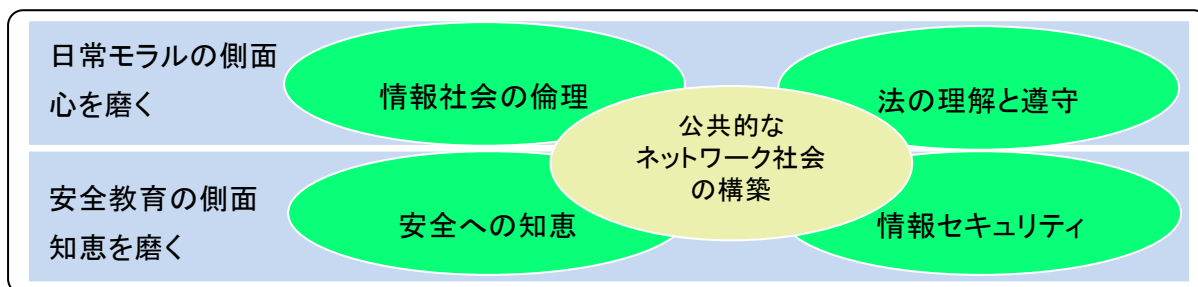 日常モラルの側面
心を磨く
情報社会の倫理
法の理解と遵守
公共的な
ネットワーク社会
の構築
安全教育の側面
知恵を磨く
安全への知恵
情報セキュリティ